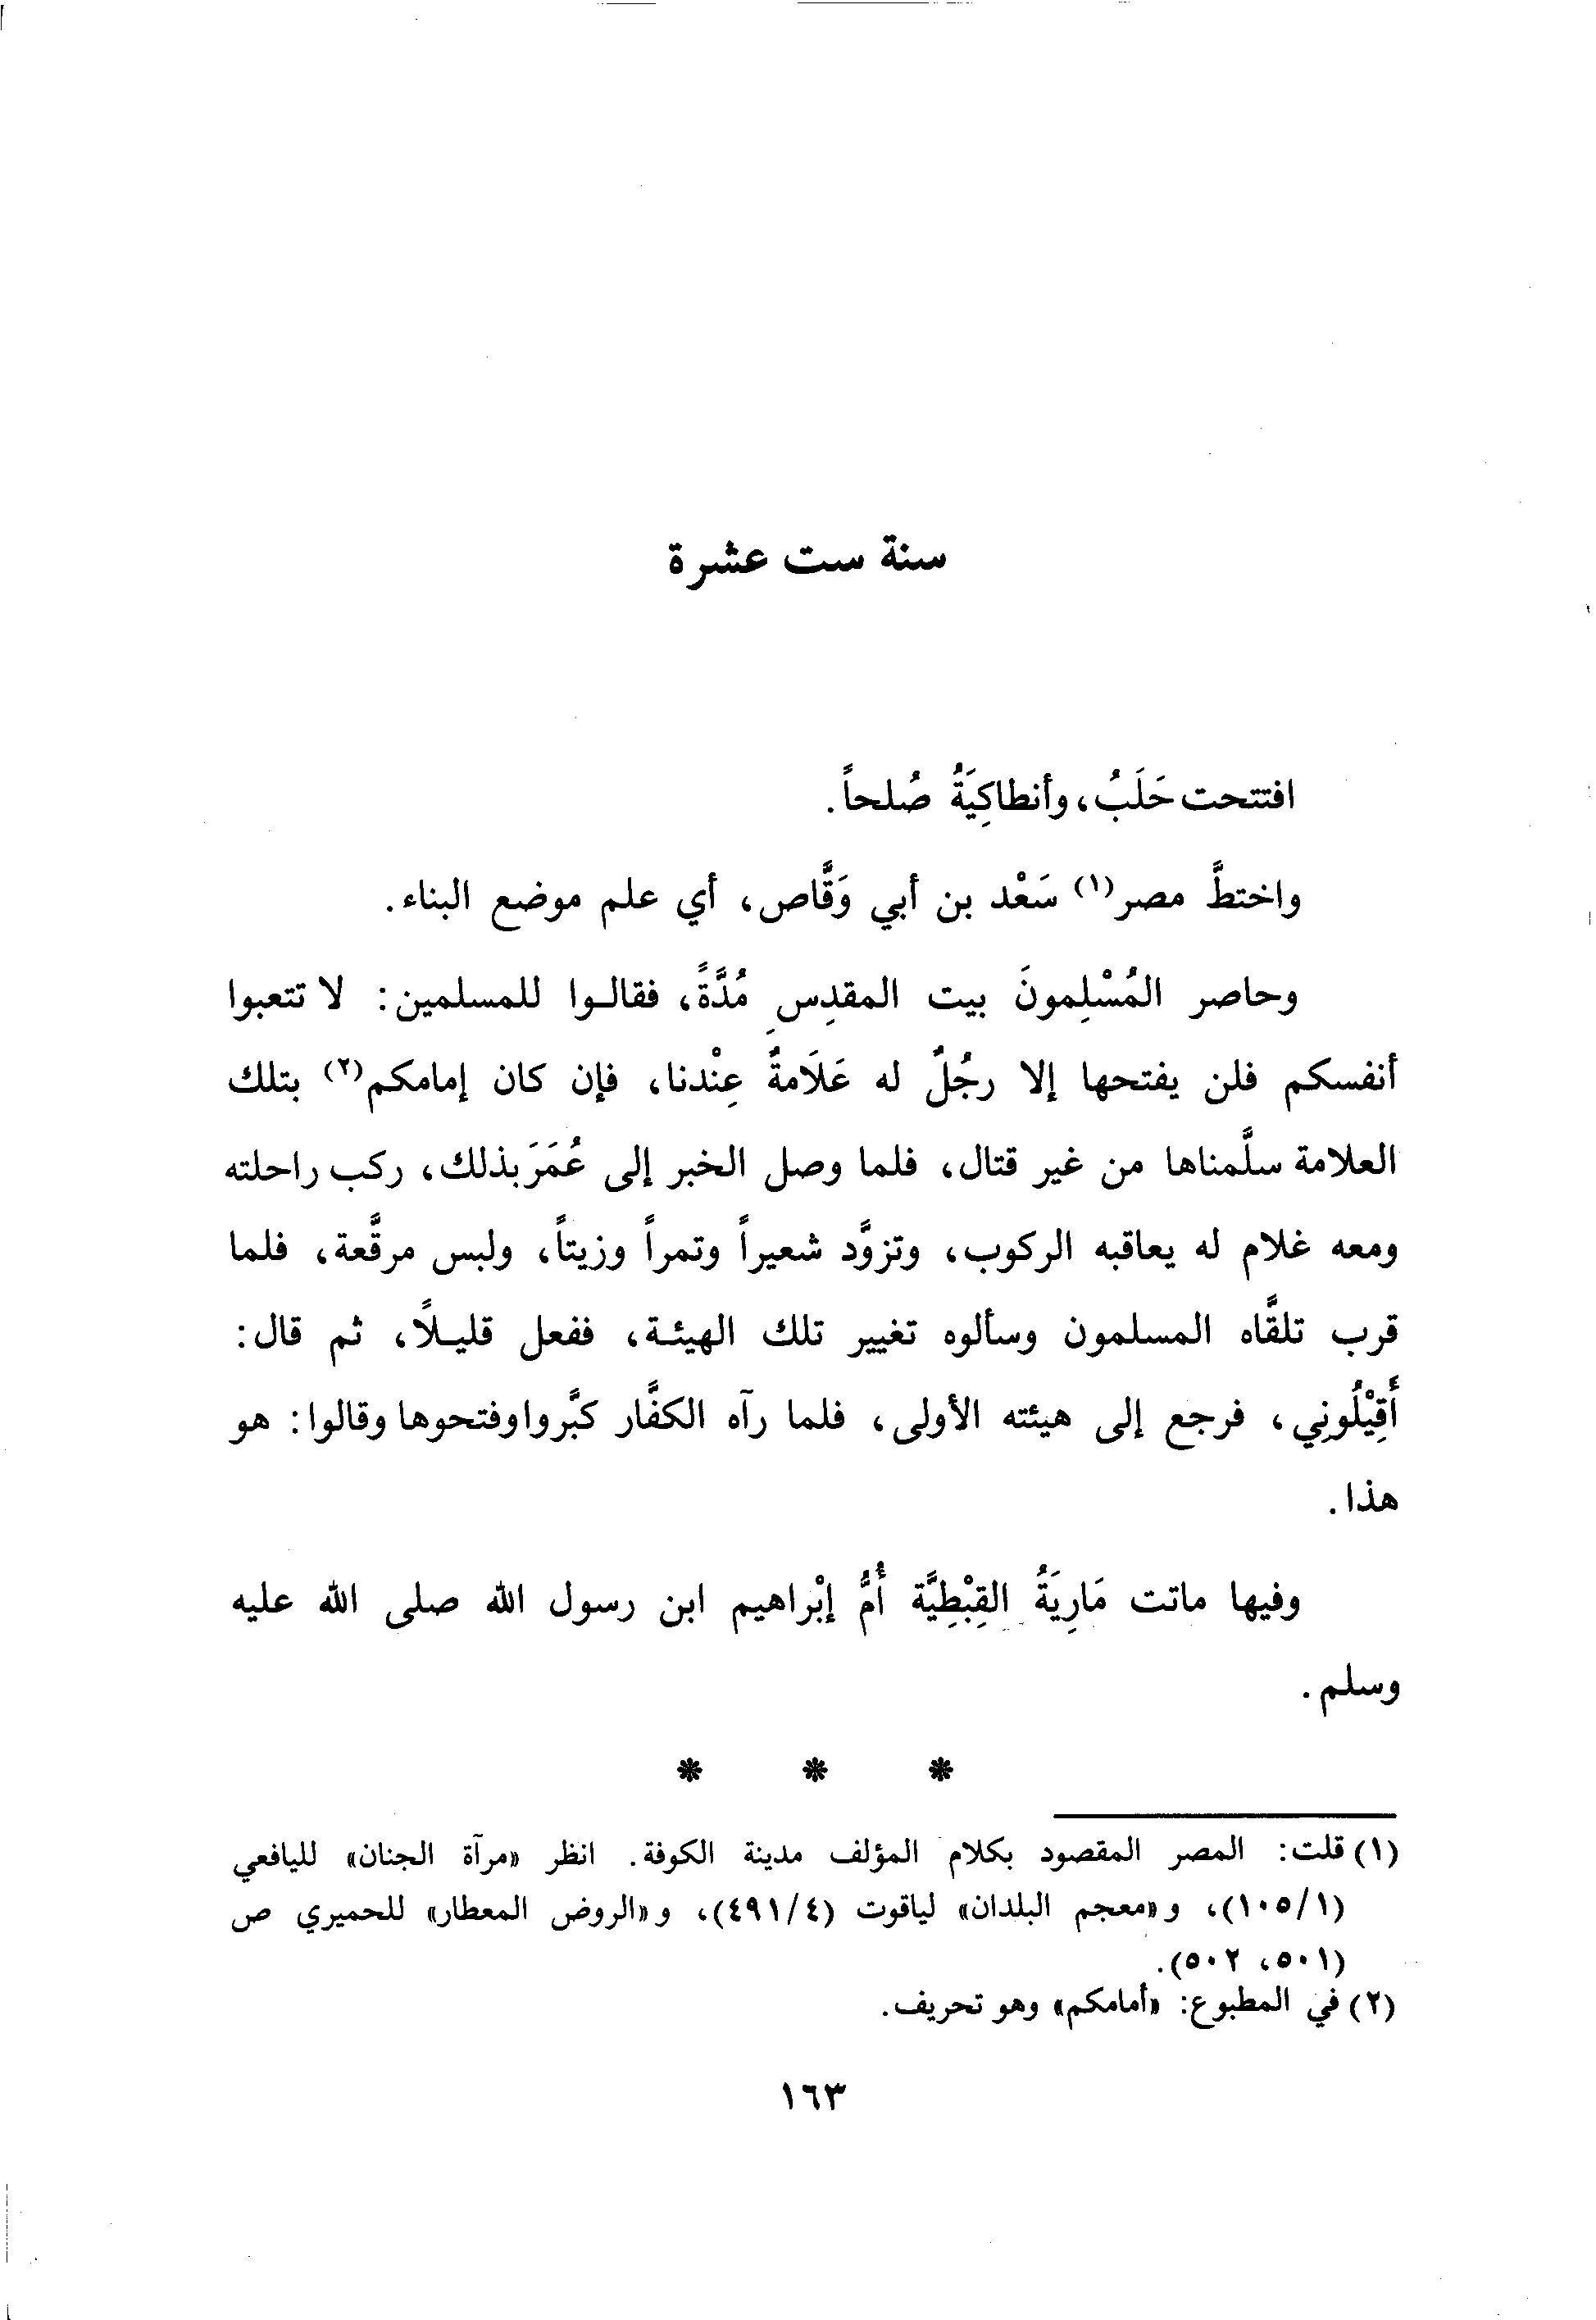 سنة ست عشرة
افتتحت حَلَبُ، وأنطاكِيَةُ صُلحاً.
واختطَّ مصر(١) سَعْد بن أبي وَقَّاص، أي علم موضع البناء.
وحاصر المُسْلِمونَ بيت المقدِسِ مُدَّةً، فقالوا للمسلمين: لا تتعبوا
أنفسكم فلن يفتحها إلا رجُلٌ له عَلَامةٌ عِنْدنا، فإن كان إمامكم(٢) بتلك
العلامة سلَّمناها من غير قتال، فلما وصل الخبر إلى عُمَرَ بذلك، ركب راحلته
ومعه غلام له يعاقبه الركوب، وتزوَّد شعيراً وتمراً وزيتاً، ولبس مرقَّعة، فلما
قرب تلقَّاه المسلمون وسألوه تغيير تلك الهيئة، ففعل قليلاً، ثم قال:
أَقِيْلُونِي، فرجع إلى هيئته الأولى، فلما رآه الكفَّار كبَّروا وفتحوها وقالوا: هو
هذا.
وفيها ماتت مَارِيَةُ القِبْطِيَّة أُمُّ إبْراهيم ابن رسول الله صلى الله عليه
وسلم.
* * *
(١) قلت: المصر المقصود بكلام المؤلف مدينة الكوفة. انظر «مرآة الجنان» لليافعي
(١/١٠٥)، و«معجم البلدان» لياقوت (٤/٤٩١)، و«الروض المعطار» للحميري ص
(٥٠١، ٥٠٢).
(٢) في المطبوع: «أمامكم» وهو تحريف.
١٦٣